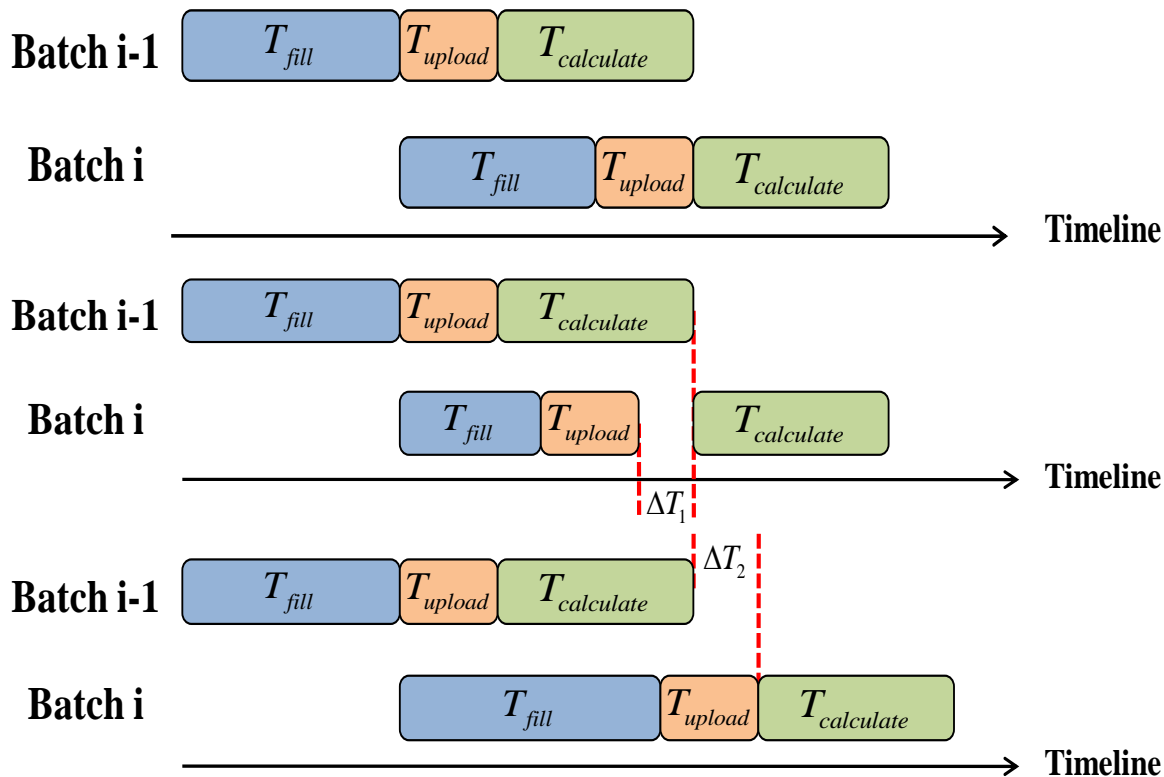 Batch i-1 T_fill T_upload T_calculate
Batch i T_fill T_upload T_calculate
Timeline
Batch i-1 T_fill T_upload T_calculate
Batch i T_fill T_upload T_calculate
Timeline
ΔT_1
ΔT_2
Batch i-1 T_fill T_upload T_calculate
Batch i T_fill T_upload T_calculate
Timeline